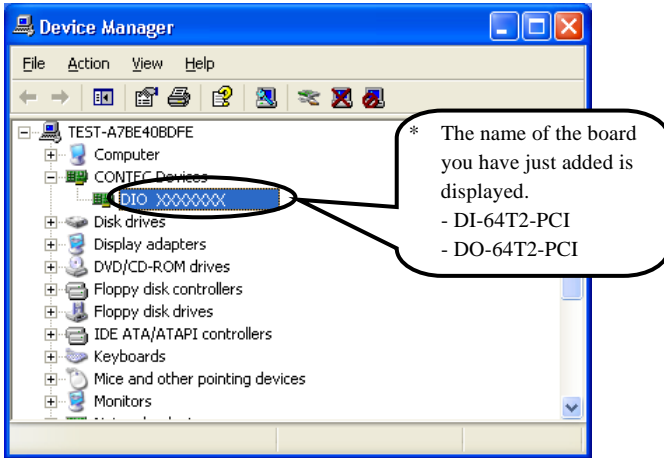 Device Manager
File Action View Help
TEST-A7BE40BDFE
Computer
CONTEC Devices
DIO XXXXXXX
Disk drives
Display adapters
DVD/CD-ROM drives
Floppy disk controllers
Floppy disk drives
IDE ATA/ATAPI controllers
Keyboards
Mice and other pointing devices
Monitors
* The name of the board
you have just added is
displayed.
- DI-64T2-PCI
- DO-64T2-PCI